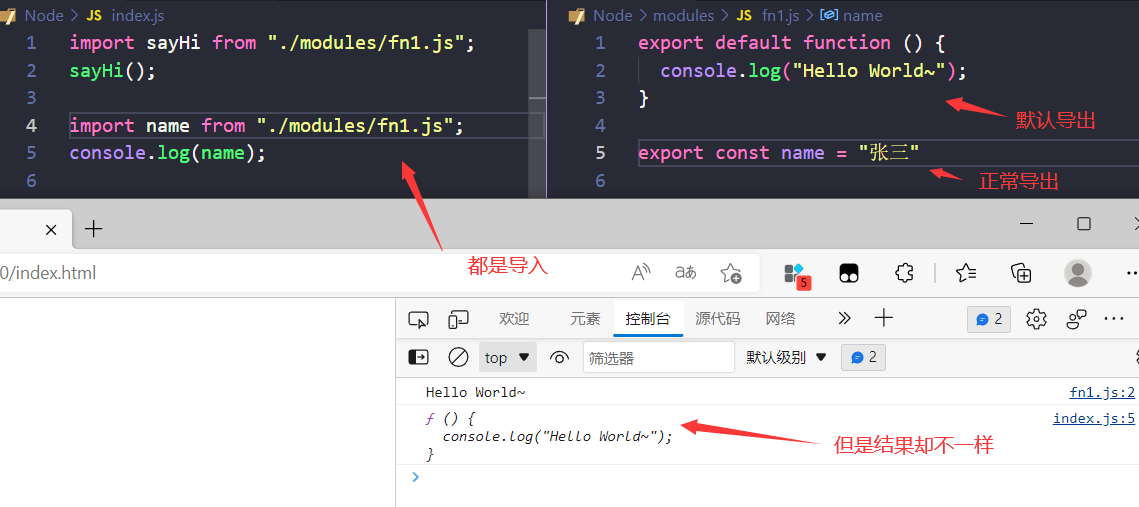 Node > JS index.js
1 import sayHi from "./modules/fn1.js";
2 sayHi();
3
4 import name from "./modules/fn1.js";
5 console.log(name);
6
Node > modules > JS fn1.js > name
1 export default function () {
2 console.log("Hello World~");
3 }
4
5 export const name = "张三"
6
默认导出
正常导出
都是导入
0/index.html
aあ
5
欢迎 元素 控制台 源代码 网络 2
top 筛选器 默认级别 2
Hello World~ fn1.js:2
ƒ () { index.js:5
console.log("Hello World~");
}
但是结果却不一样